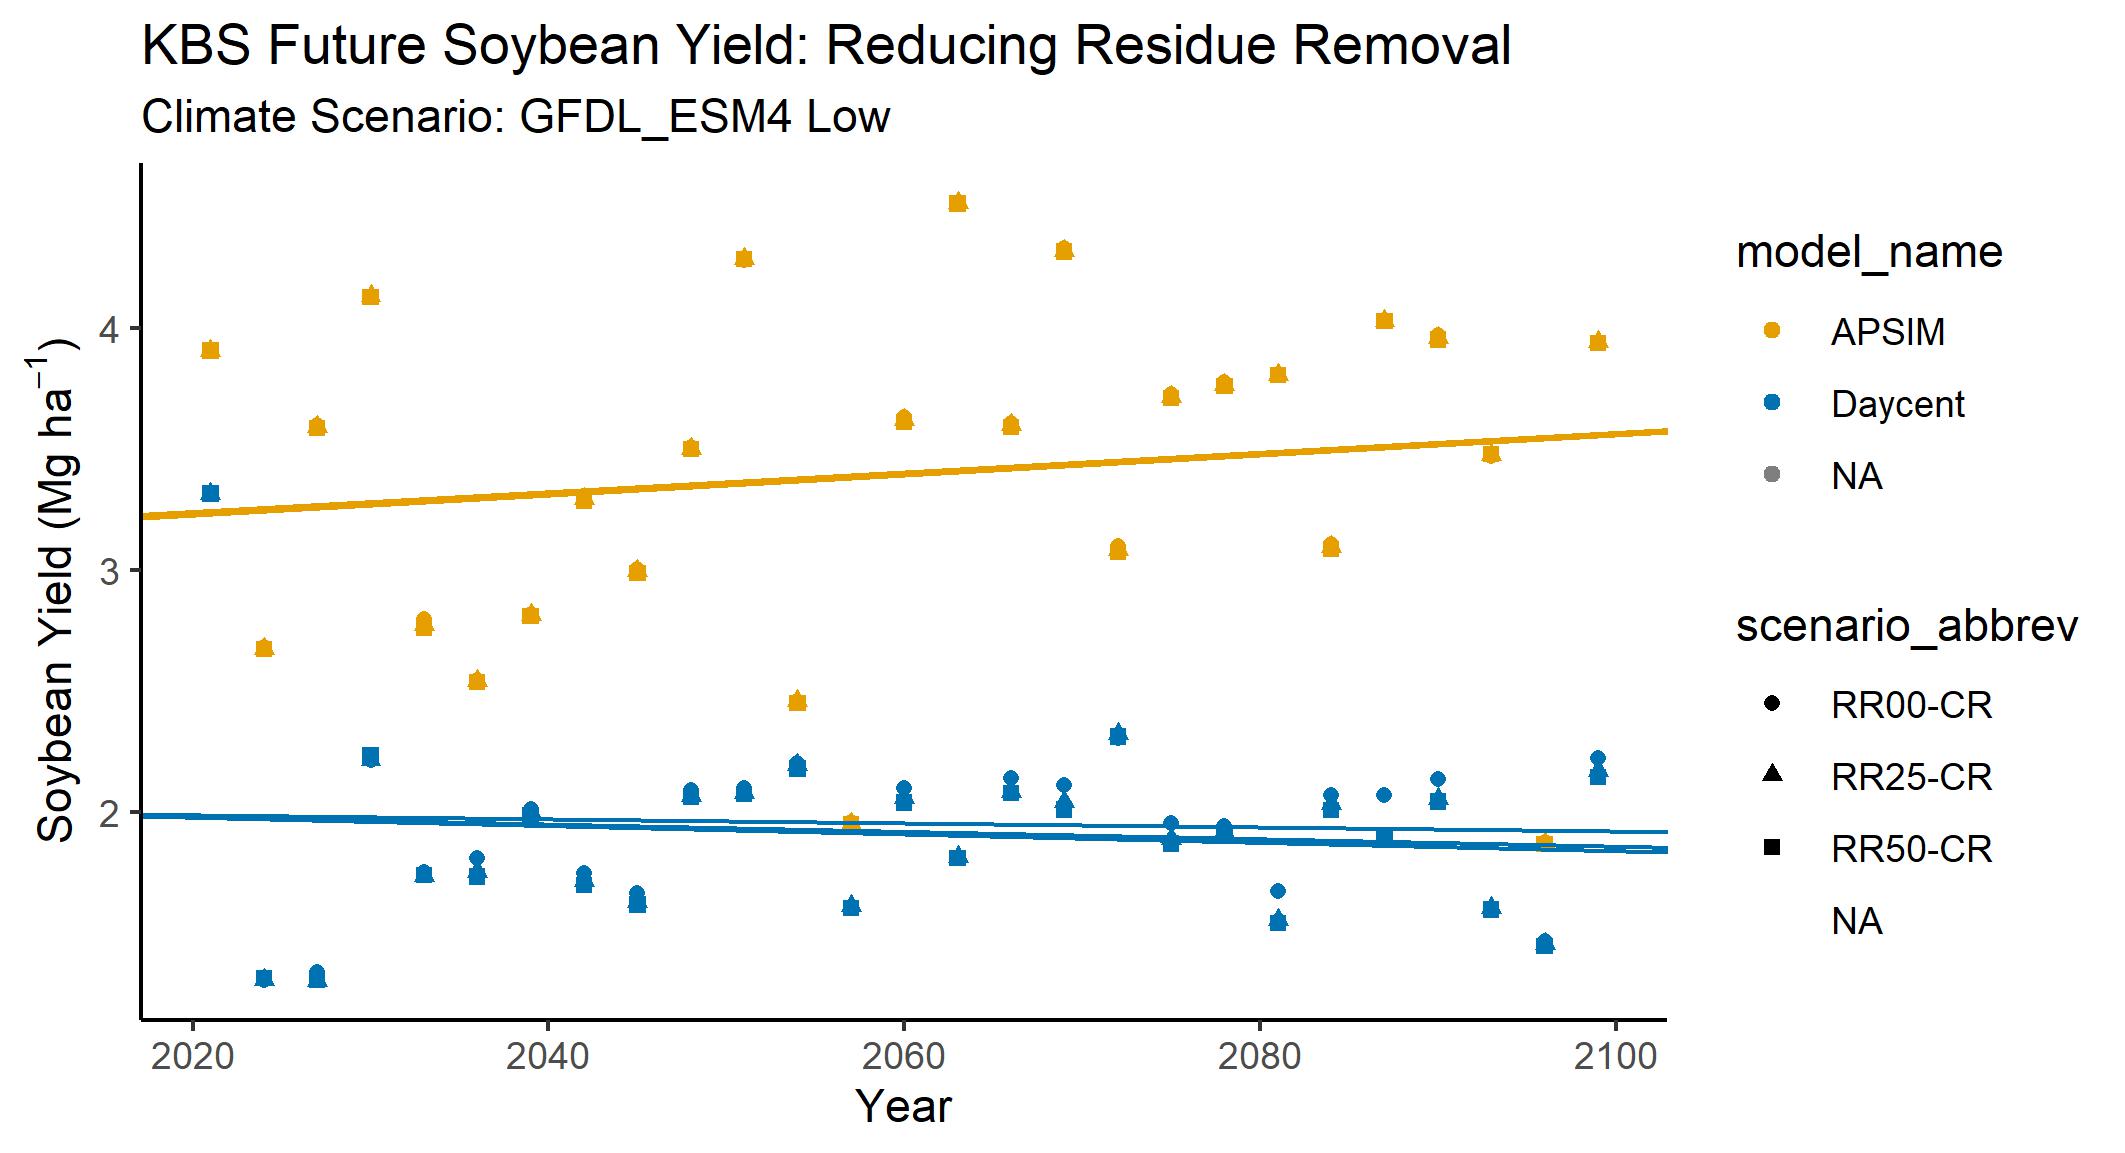 KBS Future Soybean Yield: Reducing Residue Removal
Climate Scenario: GFDL_ESM4 Low
Soybean Yield (Mg ha⁻¹)
4
3
2
2020 2040 2060 2080 2100
Year
model_name
APSIM
Daycent
NA
scenario_abbrev
RR00-CR
RR25-CR
RR50-CR
NA